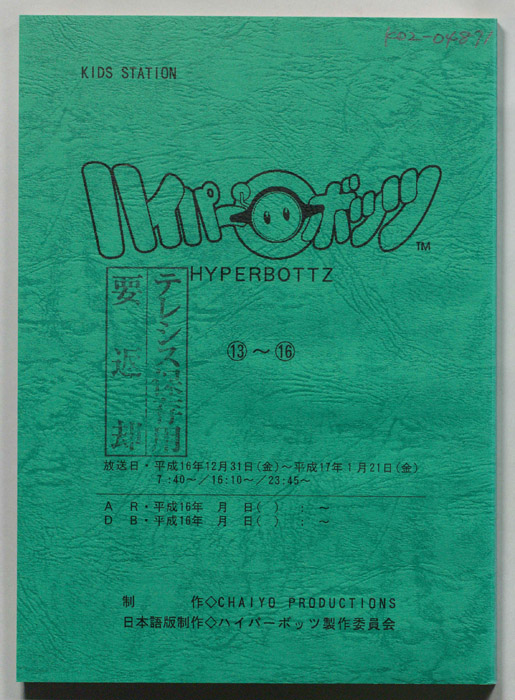 KO2-04871
KIDS STATION
ハイパーボッツ™
HYPERBOTTZ
テレシス保存用
要返却
⑬～⑯
放送日・平成16年12月31日(金)～平成17年1月21日(金)
7:40～／16:10～／23:45～
A R・平成16年 月 日( ) : ～
D B・平成16年 月 日( ) : ～
制 作◇CHAIYO PRODUCTIONS
日本語版制作◇ハイパーボッツ製作委員会